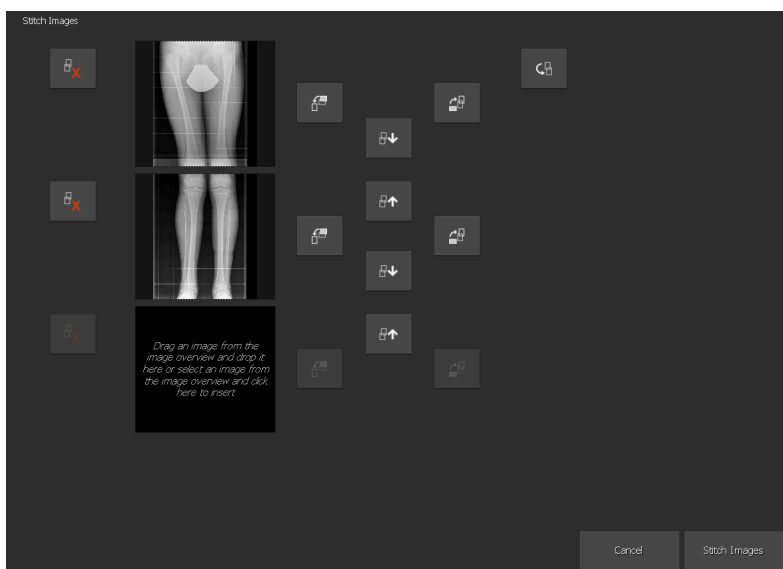 Stitch Images
Drag an image from the
image overview and drop it
here or select an image from
the image overview and click
here to insert
Cancel
Stitch Images